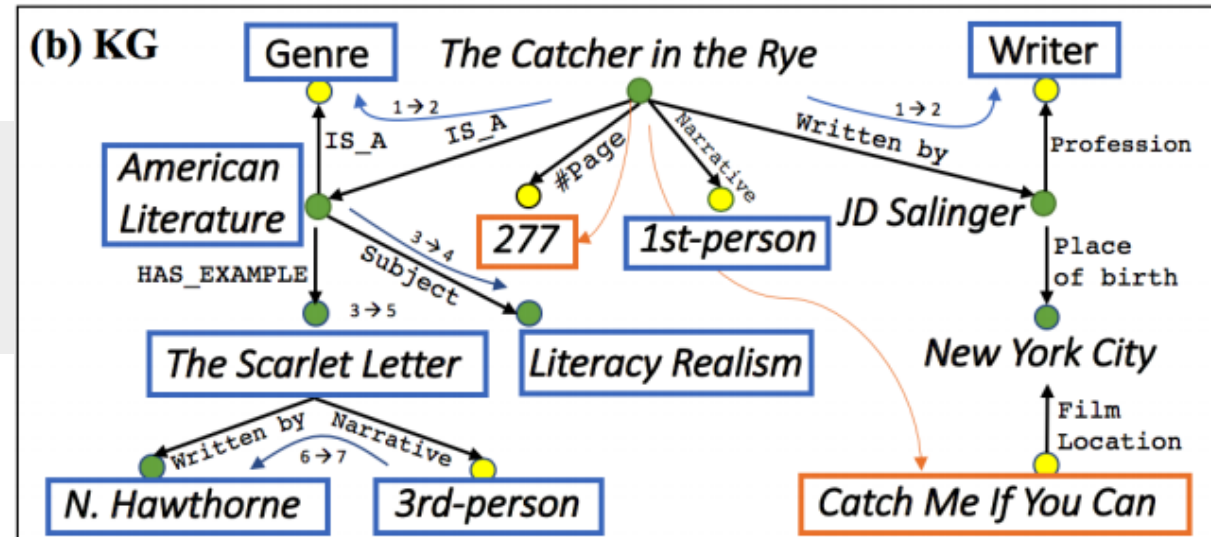 (b) KG
Genre
The Catcher in the Rye
Writer
1 → 2
1 → 2
IS_A
IS_A
#Page
Narrative
Written by
Profession
American
Literature
277
1st-person
JD Salinger
3 → 4
Subject
HAS_EXAMPLE
3 → 5
Place
of birth
The Scarlet Letter
Literacy Realism
New York City
Written by
Narrative
6 → 7
Film
Location
N. Hawthorne
3rd-person
Catch Me If You Can